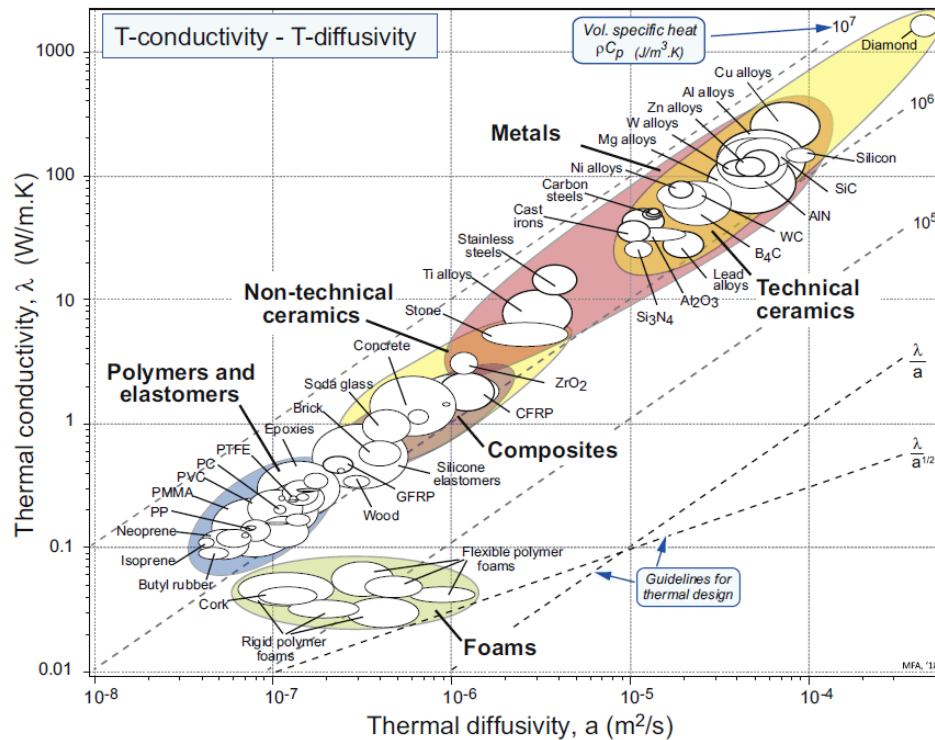 T-conductivity - T-diffusivity
Vol. specific heat
ρCp (J/m³.K)
10⁷
Diamond
Cu alloys
Al alloys
Zn alloys
W alloys
Mg alloys
Metals
10⁶
Ni alloys
Silicon
SiC
Carbon
steels
AlN
Cast
irons
WC
10⁵
B₄C
Stainless
steels
Lead
alloys
Al₂O₃
Si₃N₄
Technical
ceramics
Ti alloys
Non-technical
ceramics
Stone
Concrete
ZrO₂
λ
a
Polymers and
elastomers
Soda glass
Brick
CFRP
Composites
λ
a1/2
Epoxies
PTFE
PC
PVC
PMMA
PP
Neoprene
Isoprene
Butyl rubber
Silicone
elastomers
GFRP
Wood
Flexible polymer
foams
Guidelines for
thermal design
Cork
Rigid polymer
foams
Foams
MFA, '18
1000
100
10
1
0.1
0.01
Thermal conductivity, λ (W/m.K)
10⁻⁸
10⁻⁷
10⁻⁶
10⁻⁵
10⁻⁴
Thermal diffusivity, a (m²/s)